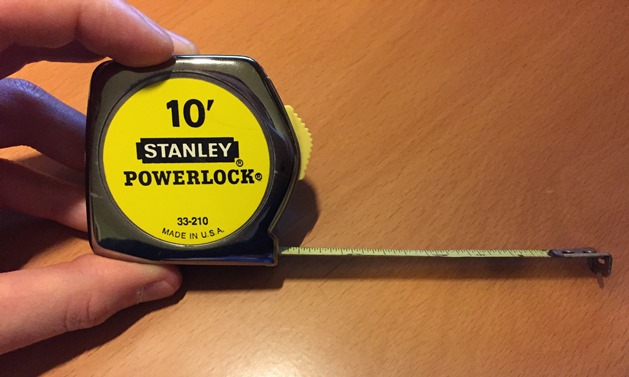 10'
STANLEY®
POWERLOCK®
33-210
MADE IN U.S.A.